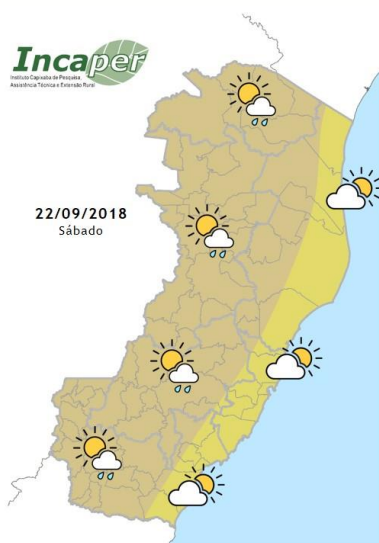 Incaper
Instituto Capixaba de Pesquisa,
Assistência Técnica e Extensão Rural
22/09/2018
Sábado